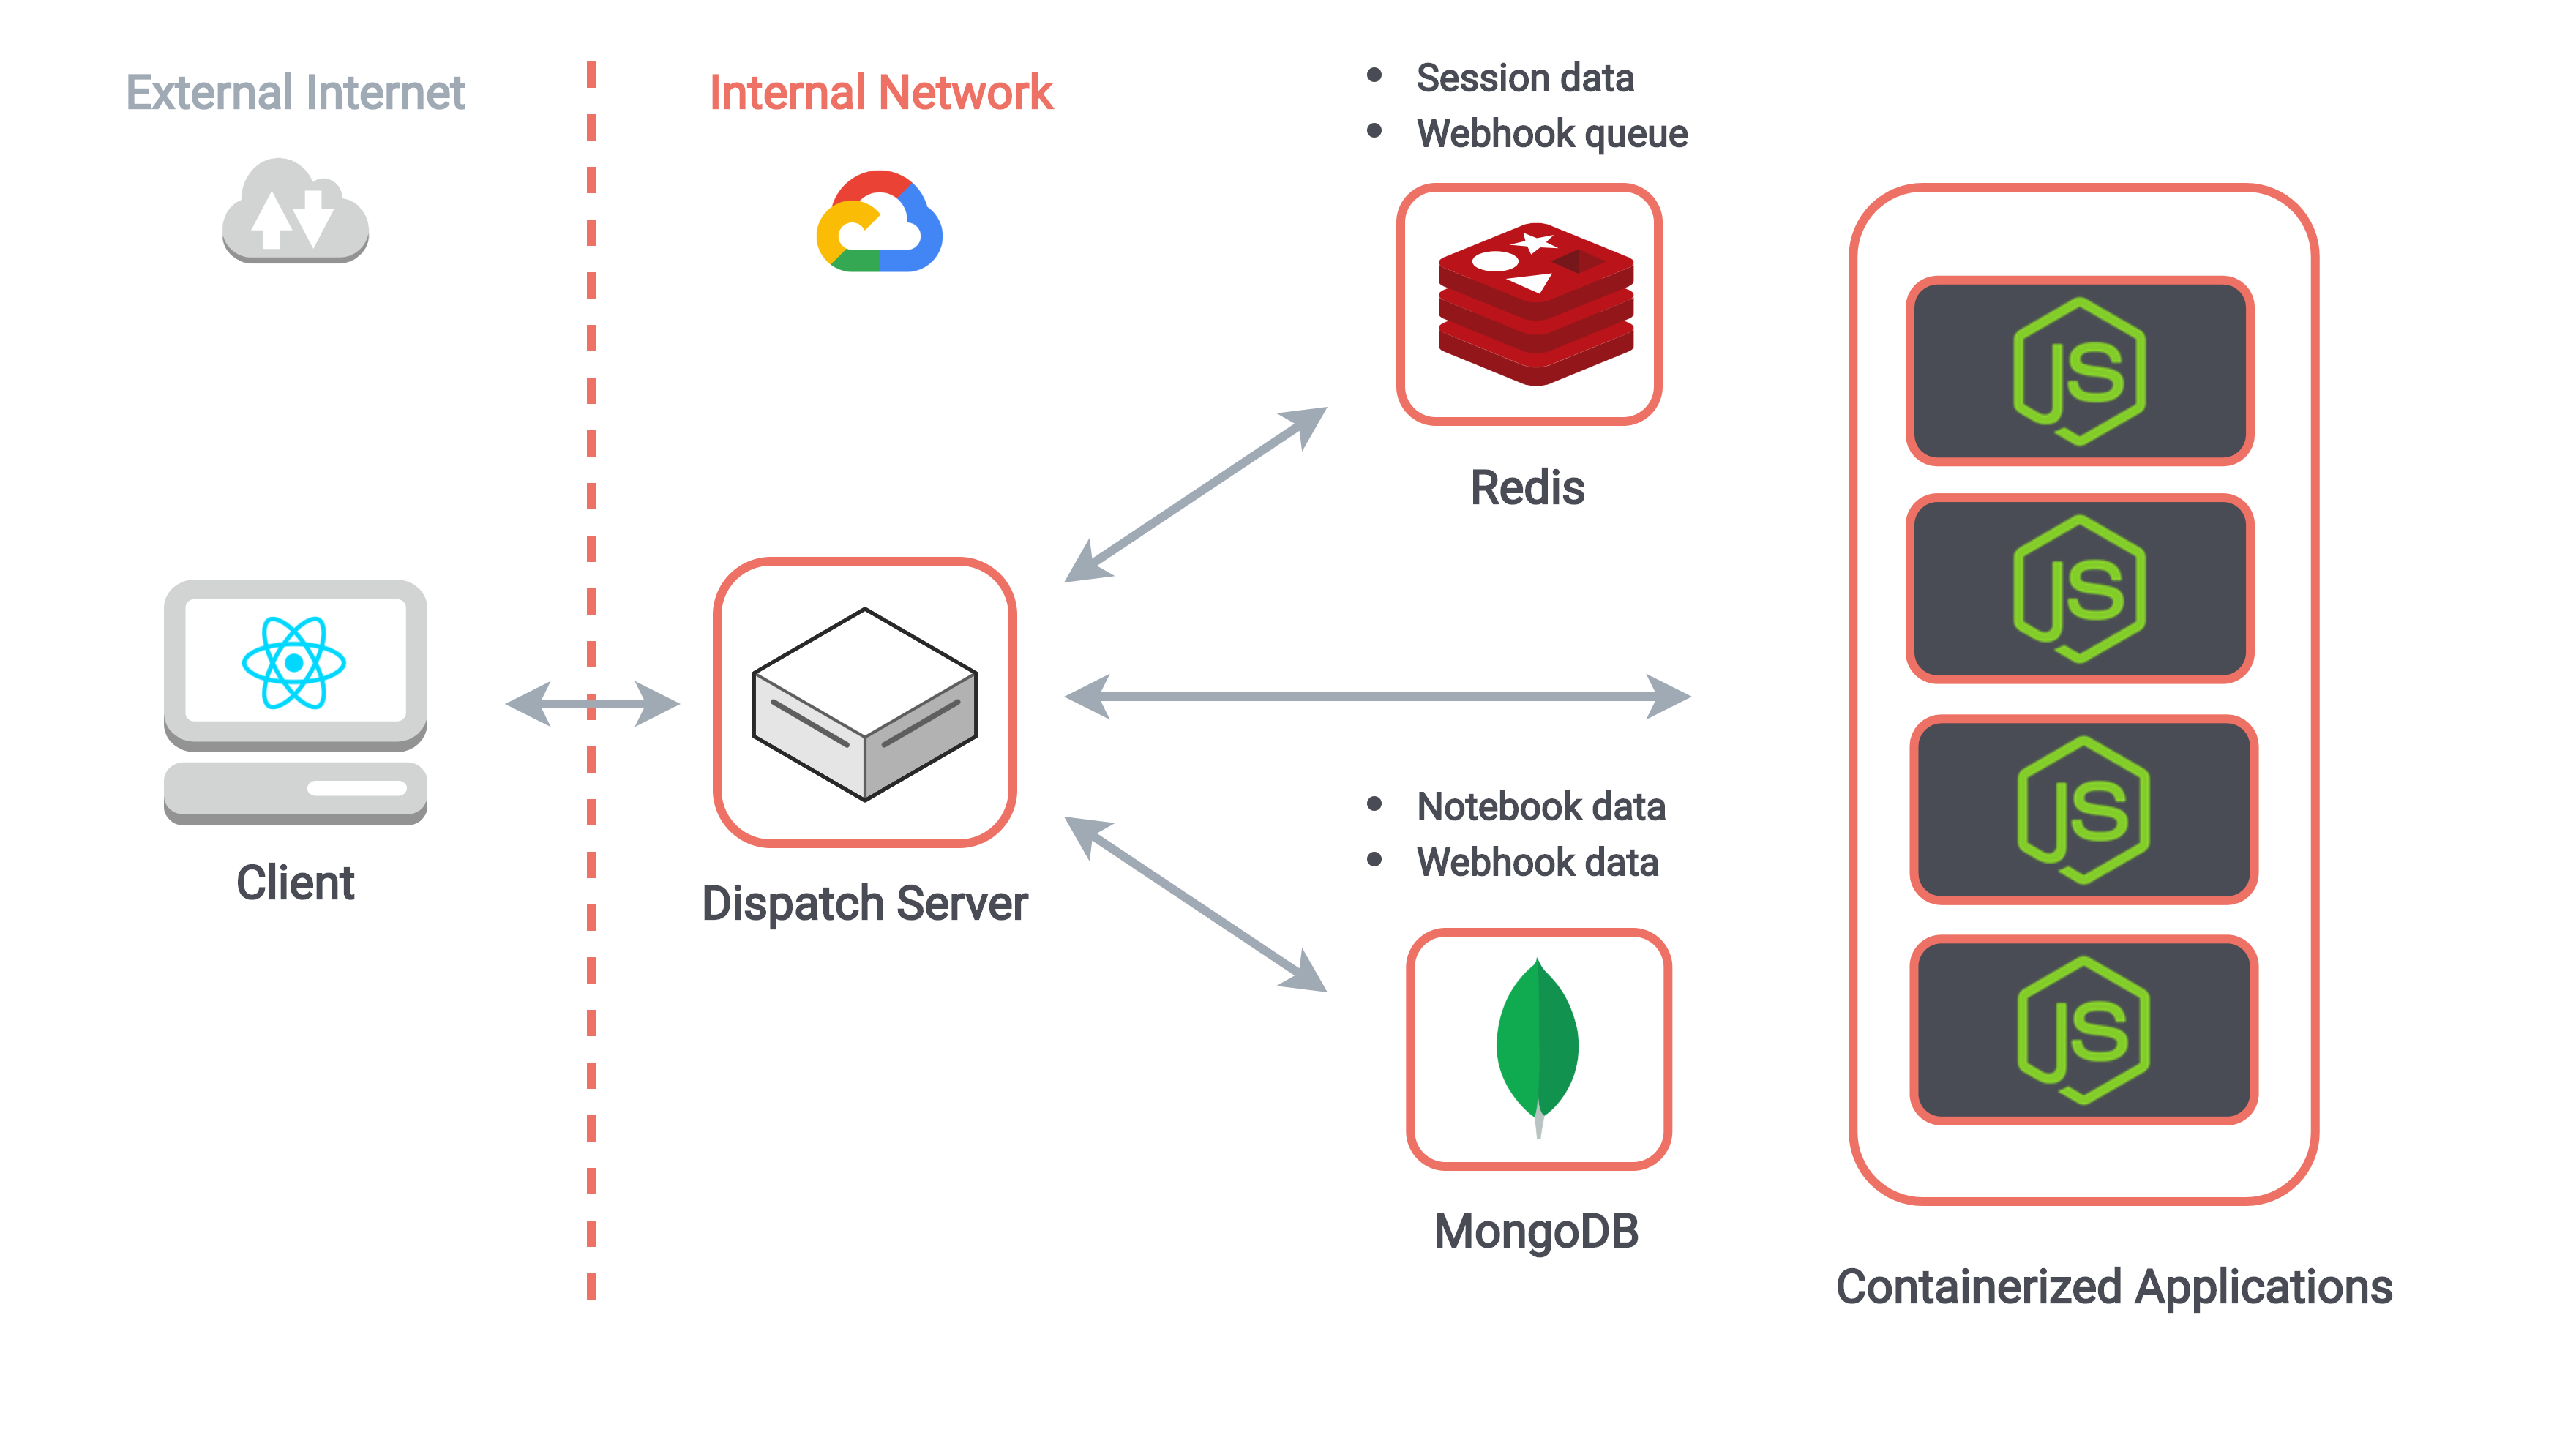 External Internet
Internal Network
• Session data
• Webhook queue
Redis
JS
JS
JS
JS
Client
Dispatch Server
• Notebook data
• Webhook data
MongoDB
Containerized Applications